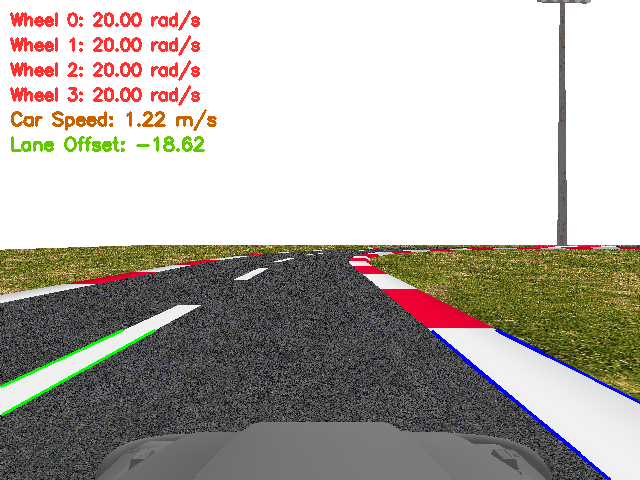 Wheel 0: 20.00 rad/s
Wheel 1: 20.00 rad/s
Wheel 2: 20.00 rad/s
Wheel 3: 20.00 rad/s
Car Speed: 1.22 m/s
Lane Offset: -18.62